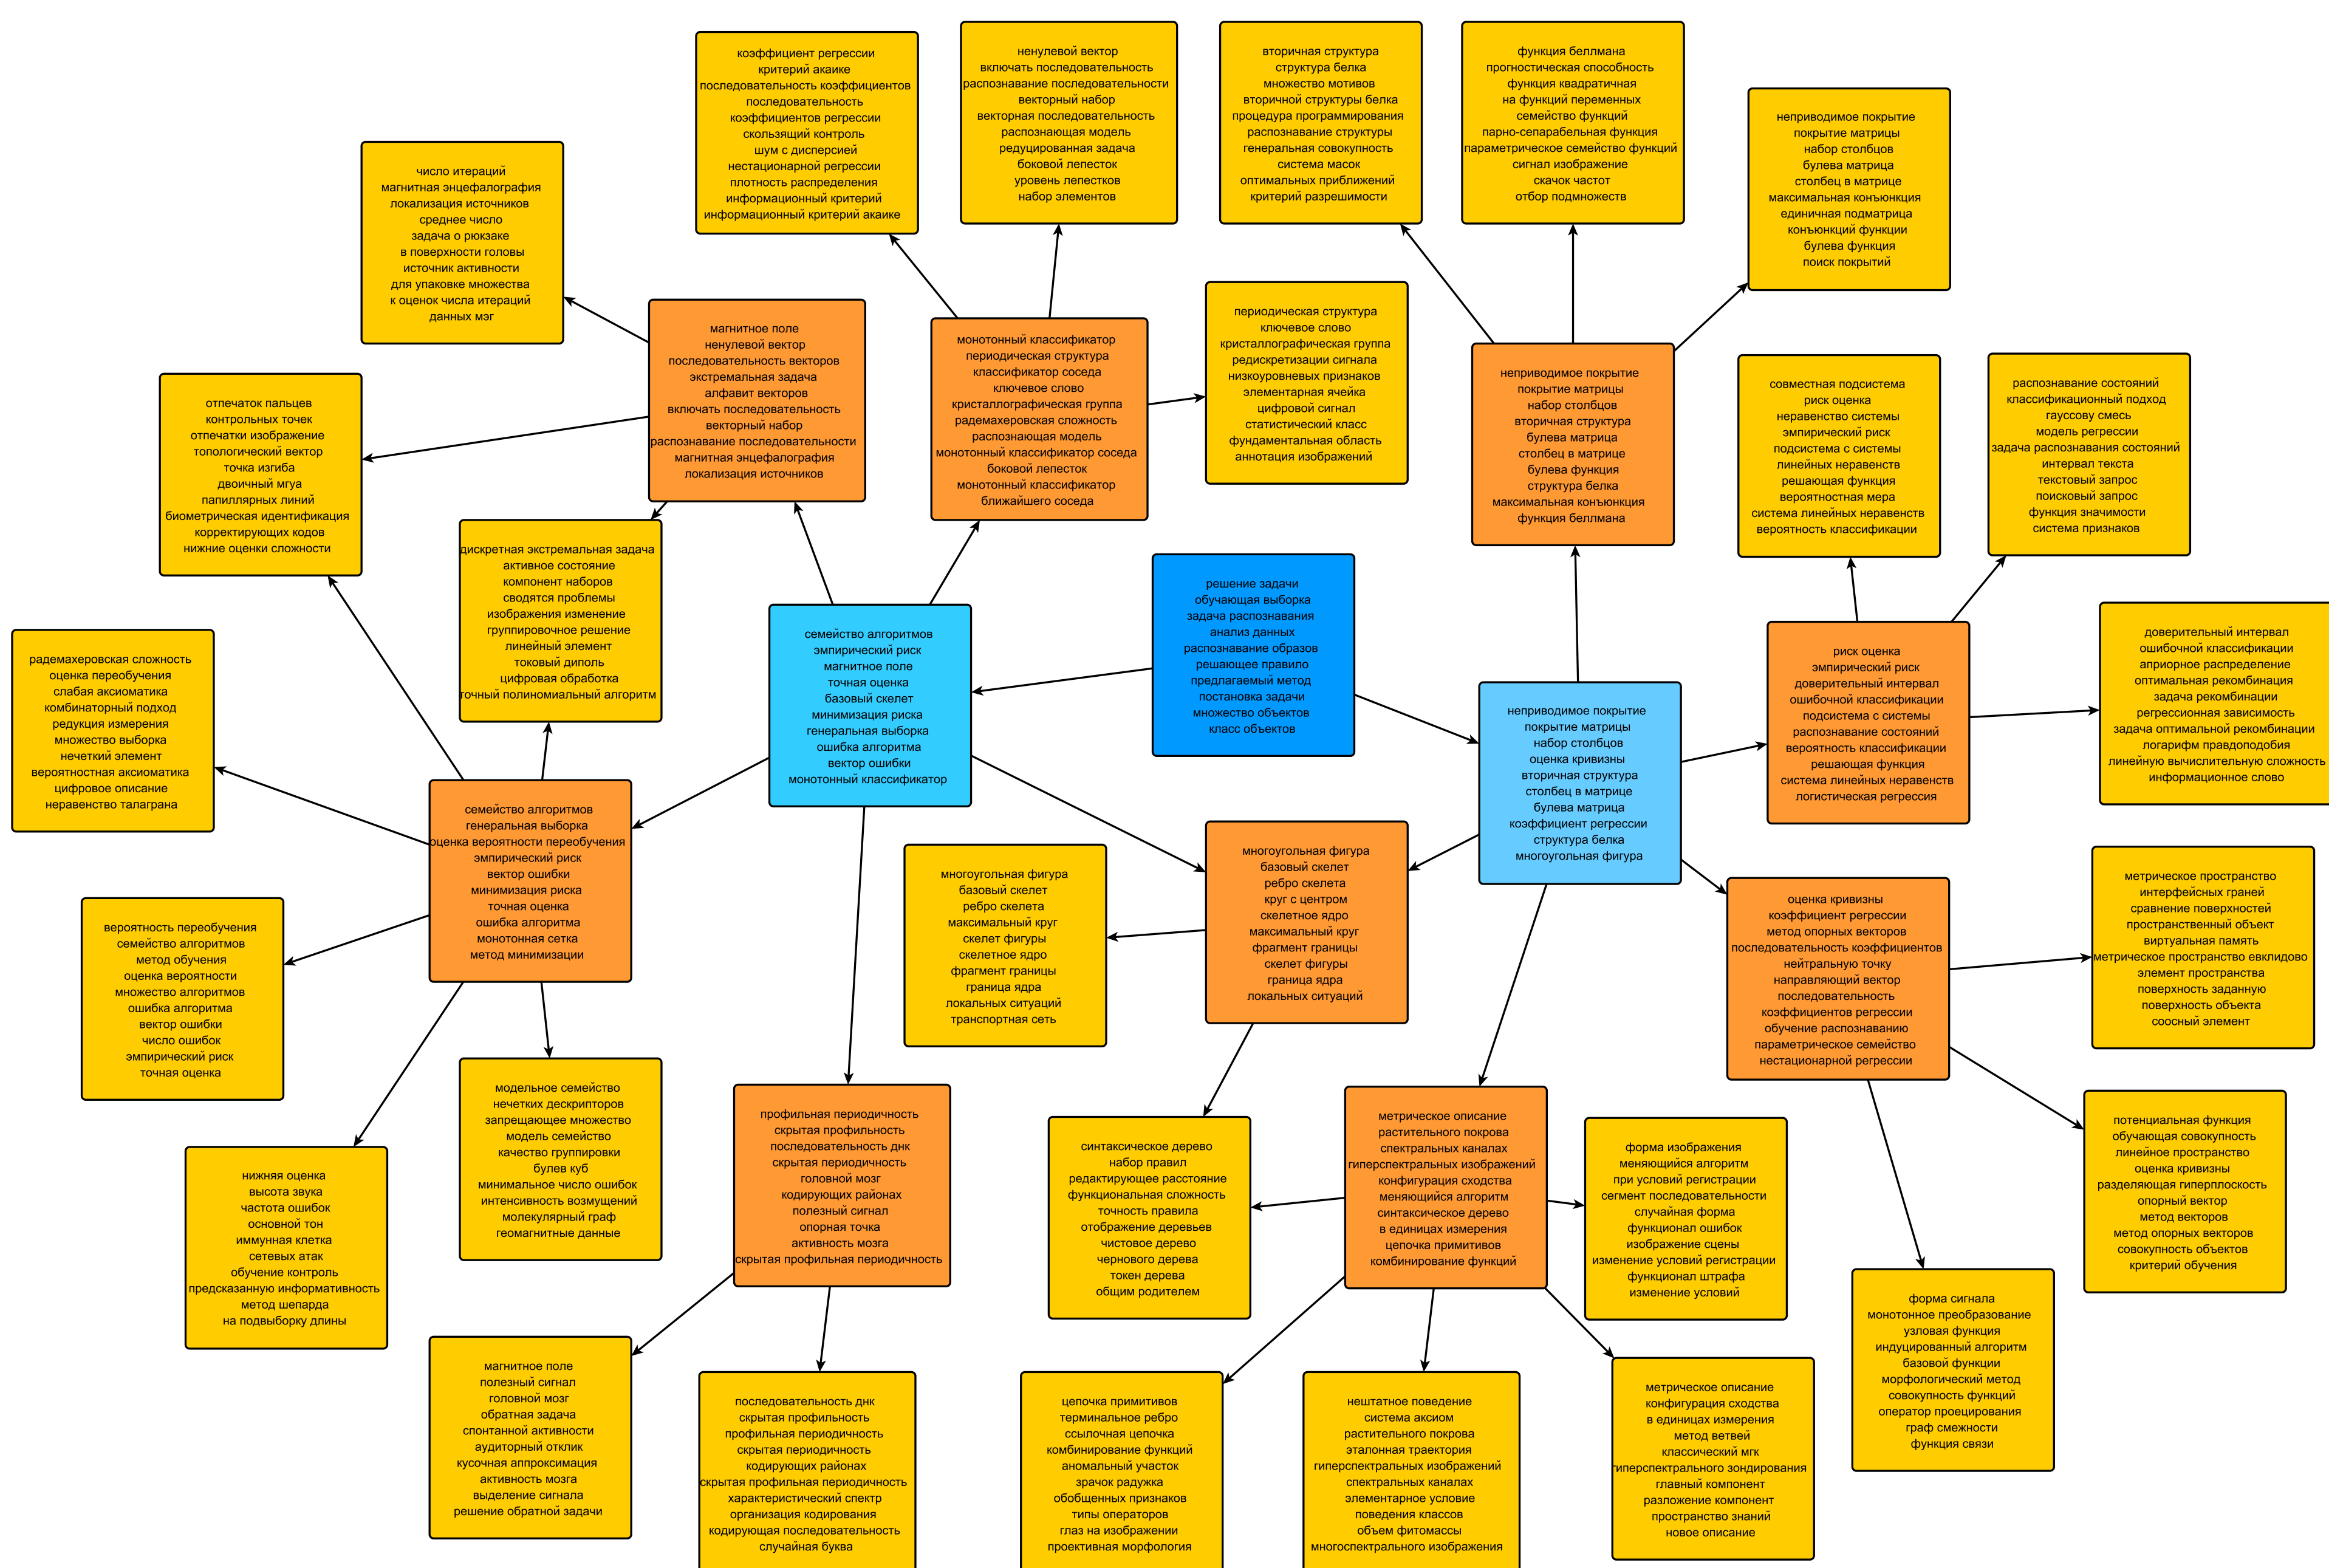 коэффициент регрессии
критерий акаике
последовательность коэффициентов
последовательность
коэффициентов регрессии
скользящий контроль
шум с дисперсией
нестационарной регрессии
плотность распределения
информационный критерий
информационный критерий акаике
ненулевой вектор
включать последовательность
распознавание последовательности
векторный набор
векторная последовательность
распознающая модель
редуцированная задача
боковой лепесток
уровень лепестков
набор элементов
вторичная структура
структура белка
множество мотивов
вторичной структуры белка
процедура программирования
распознавание структуры
генеральная совокупность
система масок
оптимальных приближений
критерий разрешимости
функция беллмана
прогностическая способность
функция квадратичная
на функций переменных
семейство функций
парно-сепарабельная функция
параметрическое семейство функций
сигнал изображение
скачок частот
отбор подмножеств
неприводимое покрытие
покрытие матрицы
набор столбцов
булева матрица
столбец в матрице
максимальная конъюнкция
единичная подматрица
конъюнкций функции
булева функция
поиск покрытий
число итераций
магнитная энцефалография
локализация источников
среднее число
задача о рюкзаке
в поверхности головы
источник активности
для упаковке множества
к оценок числа итераций
данных мэг
магнитное поле
ненулевой вектор
последовательность векторов
экстремальная задача
алфавит векторов
включать последовательность
векторный набор
распознавание последовательности
магнитная энцефалография
локализация источников
монотонный классификатор
периодическая структура
классификатор соседа
ключевое слово
кристаллографическая группа
радемахеровская сложность
распознающая модель
монотонный классификатор соседа
боковой лепесток
монотонный классификатор
ближайшего соседа
периодическая структура
ключевое слово
кристаллографическая группа
редискретизации сигнала
низкоуровневых признаков
элементарная ячейка
цифровой сигнал
статистический класс
фундаментальная область
аннотация изображений
неприводимое покрытие
покрытие матрицы
набор столбцов
вторичная структура
булева матрица
столбец в матрице
булева функция
структура белка
максимальная конъюнкция
функция беллмана
совместная подсистема
риск оценка
неравенство системы
эмпирический риск
подсистема с системы
линейных неравенств
решающая функция
вероятностная мера
система линейных неравенств
вероятность классификации
распознавание состояний
классификационный подход
гауссову смесь
модель регрессии
задача распознавания состояний
интервал текста
текстовый запрос
поисковый запрос
функция значимости
система признаков
отпечаток пальцев
контрольных точек
отпечатки изображение
топологический вектор
точка изгиба
двоичный мгуа
папиллярных линий
биометрическая идентификация
корректирующих кодов
нижние оценки сложности
дискретная экстремальная задача
активное состояние
компонент наборов
сводятся проблемы
изображения изменение
группировочное решение
линейный элемент
токовый диполь
цифровая обработка
точный полиномиальный алгоритм
решение задачи
обучающая выборка
задача распознавания
анализ данных
распознавание образов
решающее правило
предлагаемый метод
постановка задачи
множество объектов
класс объектов
семейство алгоритмов
эмпирический риск
магнитное поле
точная оценка
базовый скелет
минимизация риска
генеральная выборка
ошибка алгоритма
вектор ошибки
монотонный классификатор
радемахеровская сложность
оценка переобучения
слабая аксиоматика
комбинаторный подход
редукция измерения
множество выборка
нечеткий элемент
вероятностная аксиоматика
цифровое описание
неравенство талаграна
риск оценка
эмпирический риск
доверительный интервал
ошибочной классификации
подсистема с системы
распознавание состояний
вероятность классификации
решающая функция
система линейных неравенств
логистическая регрессия
доверительный интервал
ошибочной классификации
априорное распределение
оптимальная рекомбинация
задача рекомбинации
регрессионная зависимость
задача оптимальной рекомбинации
логарифм правдоподобия
линейную вычислительную сложность
информационное слово
неприводимое покрытие
покрытие матрицы
набор столбцов
оценка кривизны
вторичная структура
столбец в матрице
булева матрица
коэффициент регрессии
структура белка
многоугольная фигура
семейство алгоритмов
генеральная выборка
оценка вероятности переобучения
эмпирический риск
вектор ошибки
минимизация риска
точная оценка
ошибка алгоритма
монотонная сетка
метод минимизации
многоугольная фигура
базовый скелет
ребро скелета
максимальный круг
скелет фигуры
скелетное ядро
фрагмент границы
граница ядра
локальных ситуаций
транспортная сеть
многоугольная фигура
базовый скелет
ребро скелета
круг с центром
скелетное ядро
максимальный круг
фрагмент границы
скелет фигуры
граница ядра
локальных ситуаций
оценка кривизны
коэффициент регрессии
метод опорных векторов
последовательность коэффициентов
нейтральную точку
направляющий вектор
последовательность
коэффициентов регрессии
обучение распознаванию
параметрическое семейство
нестационарной регрессии
метрическое пространство
интерфейсных граней
сравнение поверхностей
пространственный объект
виртуальная память
метрическое пространство евклидово
элемент пространства
поверхность заданную
поверхность объекта
соосный элемент
вероятность переобучения
семейство алгоритмов
метод обучения
оценка вероятности
множество алгоритмов
ошибка алгоритма
вектор ошибки
число ошибок
эмпирический риск
точная оценка
модельное семейство
нечетких дескрипторов
запрещающее множество
модель семейство
качество группировки
булев куб
минимальное число ошибок
интенсивность возмущений
молекулярный граф
геомагнитные данные
профильная периодичность
скрытая профильность
последовательность днк
скрытая периодичность
головной мозг
кодирующих районах
полезный сигнал
опорная точка
активность мозга
скрытая профильная периодичность
синтаксическое дерево
набор правил
редактирующее расстояние
функциональная сложность
точность правила
отображение деревьев
чистовое дерево
чернового дерева
токен дерева
общим родителем
метрическое описание
растительного покрова
спектральных каналах
гиперспектральных изображений
конфигурация сходства
меняющийся алгоритм
синтаксическое дерево
в единицах измерения
цепочка примитивов
комбинирование функций
форма изображения
меняющийся алгоритм
при условий регистрации
сегмент последовательности
случайная форма
функционал ошибок
изображение сцены
изменение условий регистрации
функционал штрафа
изменение условий
потенциальная функция
обучающая совокупность
линейное пространство
оценка кривизны
разделяющая гиперплоскость
опорный вектор
метод векторов
метод опорных векторов
совокупность объектов
критерий обучения
нижняя оценка
высота звука
частота ошибок
основной тон
иммунная клетка
сетевых атак
обучение контроль
предсказанную информативность
метод шепарда
на подвыборку длины
форма сигнала
монотонное преобразование
узловая функция
индуцированный алгоритм
базовой функции
морфологический метод
совокупность функций
оператор проецирования
граф смежности
функция связи
магнитное поле
полезный сигнал
головной мозг
обратная задача
спонтанной активности
аудиторный отклик
кусочная аппроксимация
активность мозга
выделение сигнала
решение обратной задачи
последовательность днк
скрытая профильность
профильная периодичность
скрытая периодичность
кодирующих районах
скрытая профильная периодичность
характеристический спектр
организация кодирования
кодирующая последовательность
случайная буква
цепочка примитивов
терминальное ребро
ссылочная цепочка
комбинирование функций
аномальный участок
зрачок радужка
обобщенных признаков
типы операторов
глаз на изображении
проективная морфология
нештатное поведение
система аксиом
растительного покрова
эталонная траектория
гиперспектральных изображений
спектральных каналах
элементарное условие
поведения классов
объем фитомассы
многоспектрального изображения
метрическое описание
конфигурация сходства
в единицах измерения
метод ветвей
классический мгк
гиперспектрального зондирования
главный компонент
разложение компонент
пространство знаний
новое описание